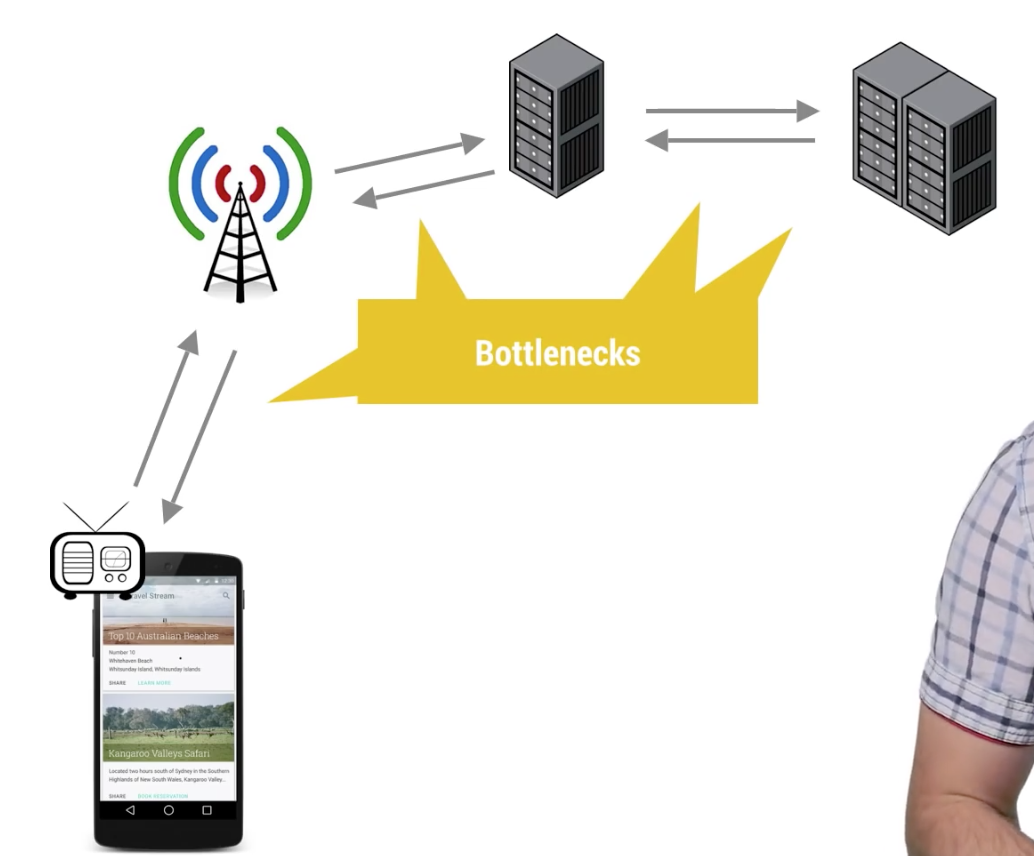 Bottlenecks
Travel Stream
Top 10 Australian Beaches
Number 10
Whitehaven Beach
Whitsunday Island, Whitsunday Islands
SHARE LEARN MORE
Kangaroo Valleys Safari
Located two hours south of Sydney in the Southern
Highlands of New South Wales, Kangaroo Valley...
SHARE BOOK RESERVATION